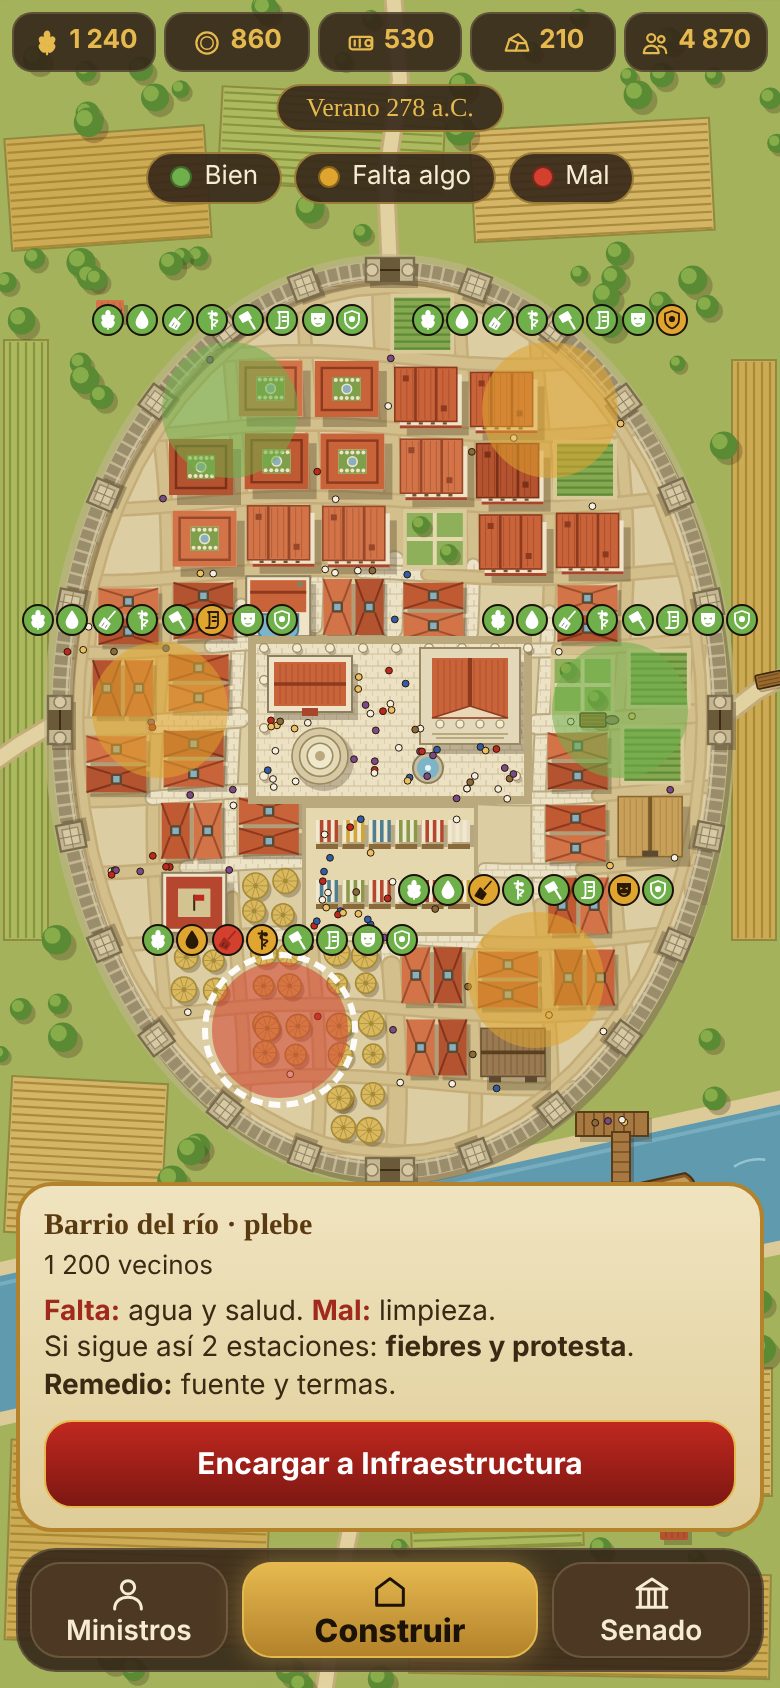 1 240
860
530
210
4 870
Verano 278 a.C.
Bien
Falta algo
Mal
Barrio del río · plebe
1 200 vecinos
Falta: agua y salud. Mal: limpieza.
Si sigue así 2 estaciones: fiebres y protesta.
Remedio: fuente y termas.
Encargar a Infraestructura
Ministros
Construir
Senado